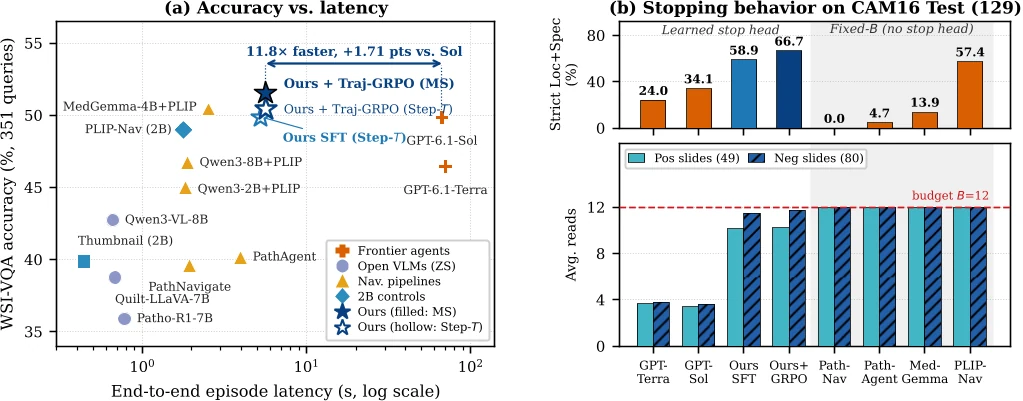 (a) Accuracy vs. latency
WSI-VQA accuracy (%, 351 queries)
55
50
45
40
35
11.8× faster, +1.71 pts vs. Sol
Ours + Traj-GRPO (MS)
MedGemma-4B+PLIP
Ours + Traj-GRPO (Step-T)
PLIP-Nav (2B)
Ours SFT (Step-T)
GPT-6.1-Sol
Qwen3-8B+PLIP
Qwen3-2B+PLIP
GPT-6.1-Terra
Qwen3-VL-8B
Thumbnail (2B)
PathAgent
PathNavigate
Quilt-LLaVA-7B
Patho-R1-7B
Frontier agents
Open VLMs (ZS)
Nav. pipelines
2B controls
Ours (filled: MS)
Ours (hollow: Step-T)
10⁰
10¹
10²
End-to-end episode latency (s, log scale)
(b) Stopping behavior on CAM16 Test (129)
Strict Loc+Spec
(%)
80
40
0
Learned stop head
Fixed-B (no stop head)
24.0
34.1
58.9
66.7
0.0
4.7
13.9
57.4
Pos slides (49)
Neg slides (80)
budget B=12
Avg. reads
12
8
4
0
GPT-
Terra
GPT-
Sol
Ours
SFT
Ours+
GRPO
Path-
Nav
Path-
Agent
Med-
Gemma
PLIP-
Nav